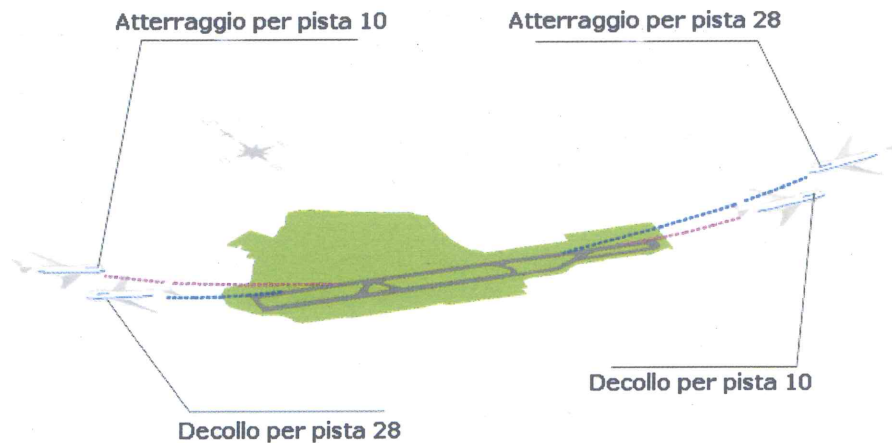 Atterraggio per pista 10
Atterraggio per pista 28
Decollo per pista 10
Decollo per pista 28